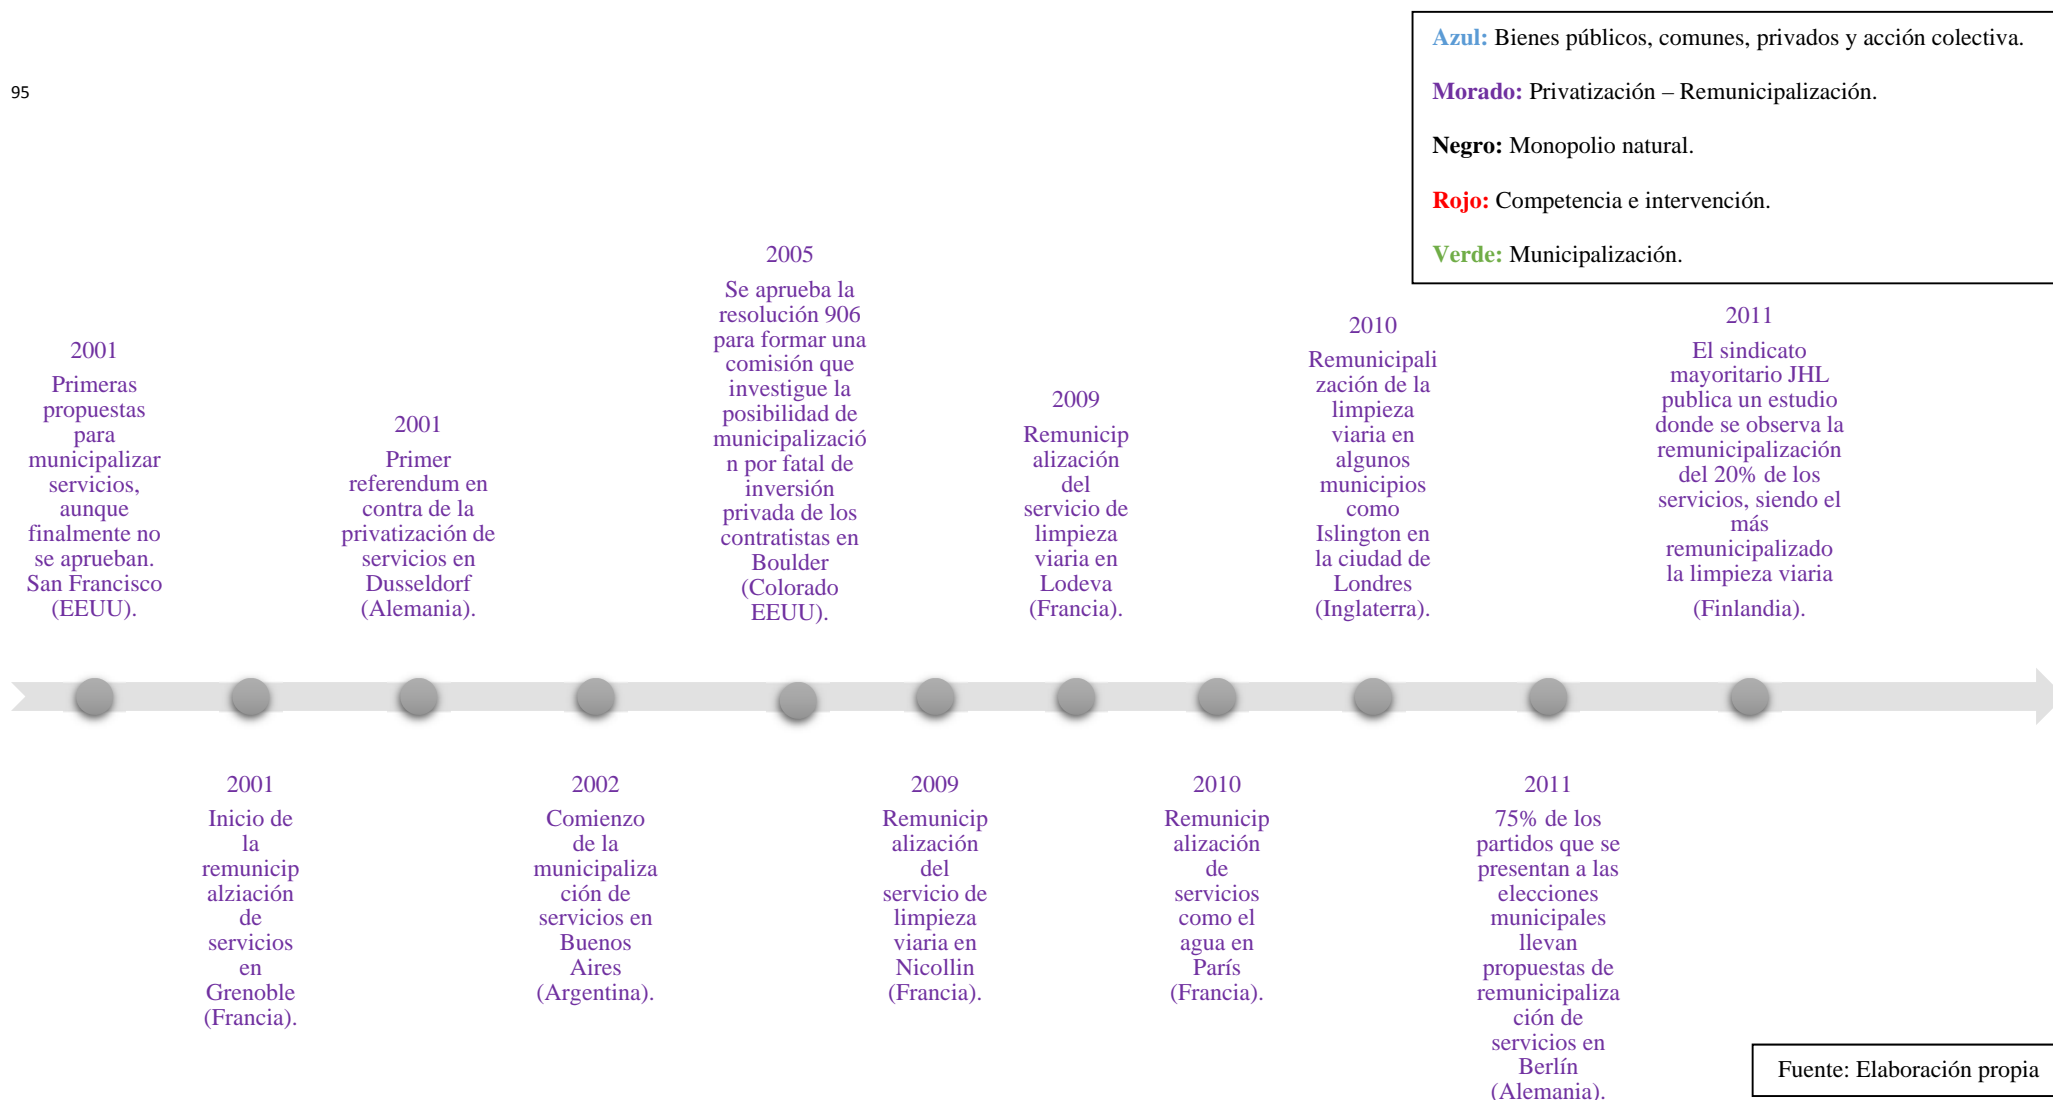 95
Azul: Bienes públicos, comunes, privados y acción colectiva.
Morado: Privatización – Remunicipalización.
Negro: Monopolio natural.
Rojo: Competencia e intervención.
Verde: Municipalización.
2001
Primeras
propuestas
para
municipalizar
servicios,
aunque
finalmente no
se aprueban.
San Francisco
(EEUU).
2001
Inicio de
la
remunicip
alziación
de
servicios
en
Grenoble
(Francia).
2001
Primer
referendum en
contra de la
privatización de
servicios en
Dusseldorf
(Alemania).
2002
Comienzo
de la
municipaliza
ción de
servicios en
Buenos
Aires
(Argentina).
2005
Se aprueba la
resolución 906
para formar una
comisión que
investigue la
posibilidad de
municipalizació
n por fatal de
inversión
privada de los
contratistas en
Boulder
(Colorado
EEUU).
2009
Remunicip
alización
del
servicio de
limpieza
viaria en
Nicollin
(Francia).
2009
Remunicip
alización
del
servicio de
limpieza
viaria en
Lodeva
(Francia).
2010
Remunicip
alización
de
servicios
como el
agua en
París
(Francia).
2010
Remunicipali
zación de la
limpieza
viaria en
algunos
municipios
como
Islington en
la ciudad de
Londres
(Inglaterra).
2011
75% de los
partidos que se
presentan a las
elecciones
municipales
llevan
propuestas de
remunicipaliza
ción de
servicios en
Berlín
(Alemania).
2011
El sindicato
mayoritario JHL
publica un estudio
donde se observa la
remunicipalización
del 20% de los
servicios, siendo el
más
remunicipalizado
la limpieza viaria
(Finlandia).
Fuente: Elaboración propia